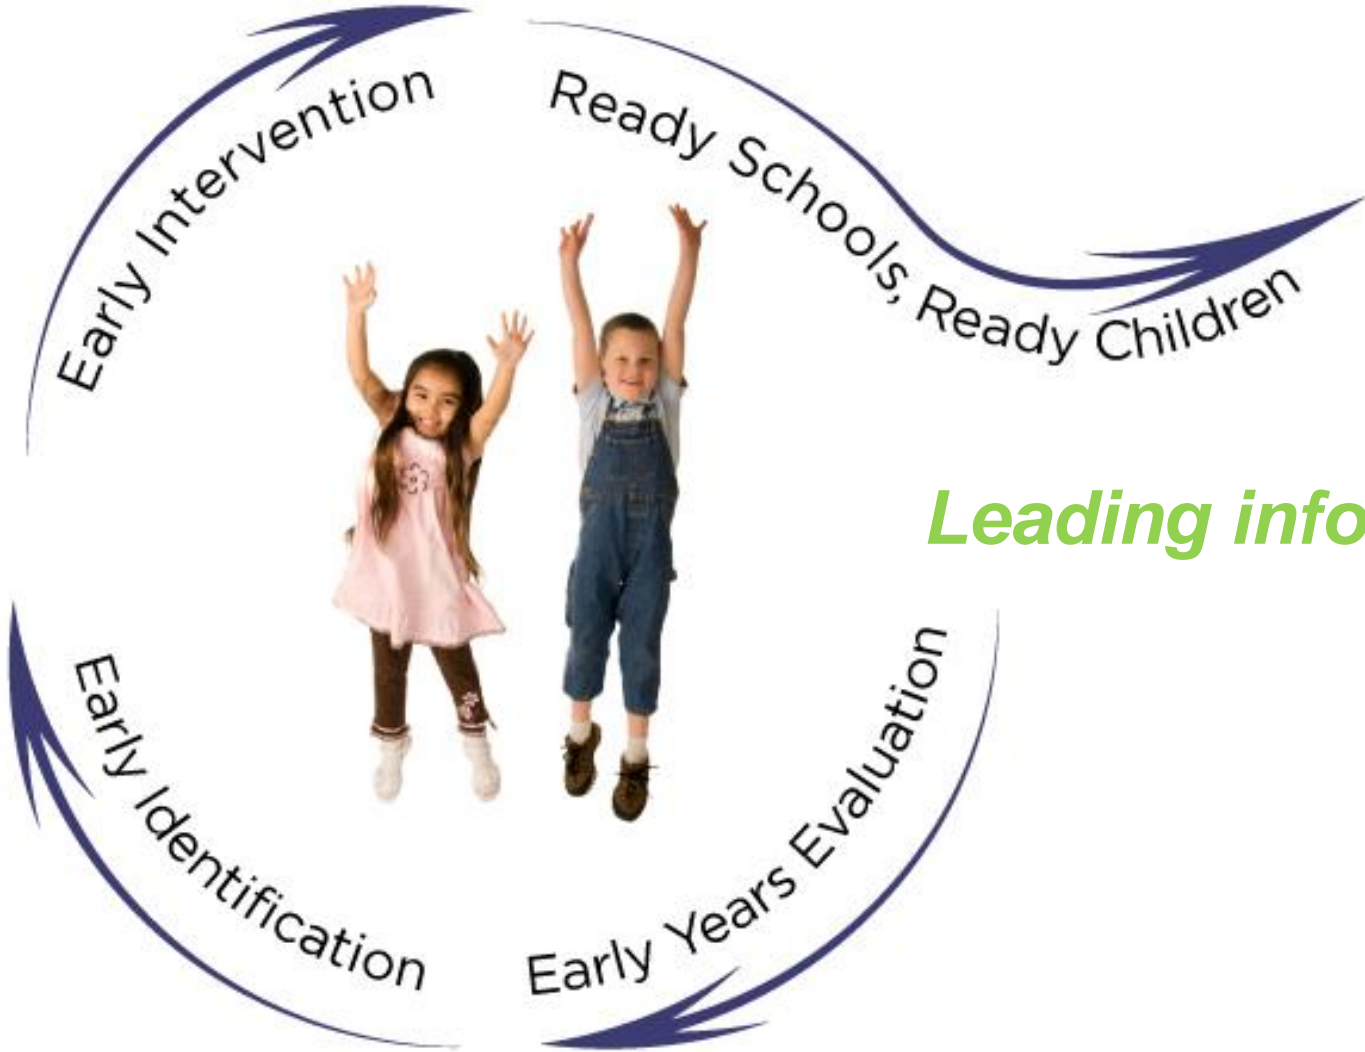 Early Intervention
Ready Schools, Ready Children
Leading info
Early Identification
Early Years Evaluation